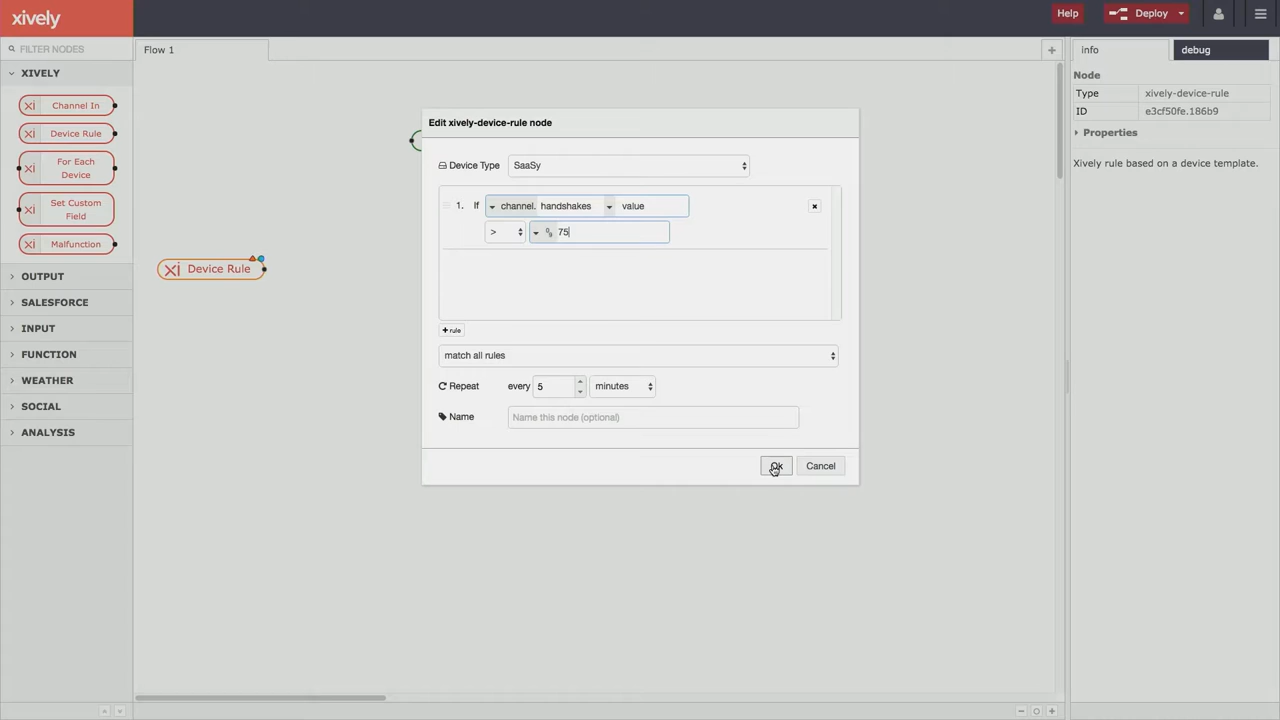 xively
Help
Deploy
FILTER NODES
Flow 1
info
debug
XIVELY
Channel In
Device Rule
For Each
Device
Set Custom
Field
Malfunction
OUTPUT
SALESFORCE
INPUT
FUNCTION
WEATHER
SOCIAL
ANALYSIS
xi Device Rule
Edit xively-device-rule node
Device Type
SaaSy
1. If channel. handshakes value
> % 75
+ rule
match all rules
Repeat every 5 minutes
Name
Name this node (optional)
Ok
Cancel
Node
Type xively-device-rule
ID e3cf50fe.186b9
Properties
Xively rule based on a device template.